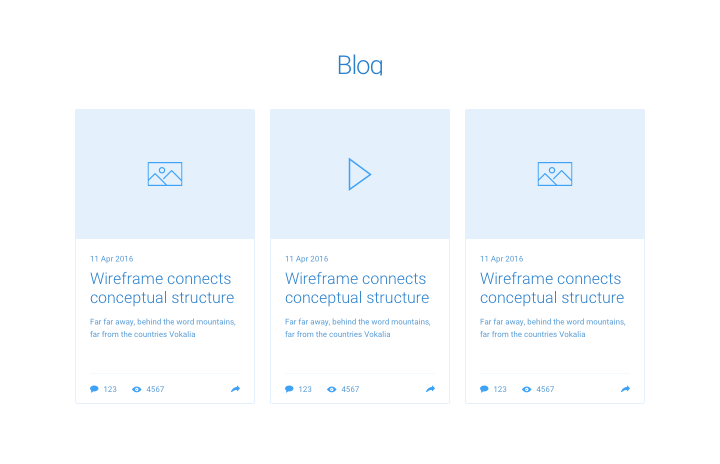 Blog
11 Apr 2016
Wireframe connects
conceptual structure
Far far away, behind the word mountains,
far from the countries Vokalia
123 4567
11 Apr 2016
Wireframe connects
conceptual structure
Far far away, behind the word mountains,
far from the countries Vokalia
123 4567
11 Apr 2016
Wireframe connects
conceptual structure
Far far away, behind the word mountains,
far from the countries Vokalia
123 4567